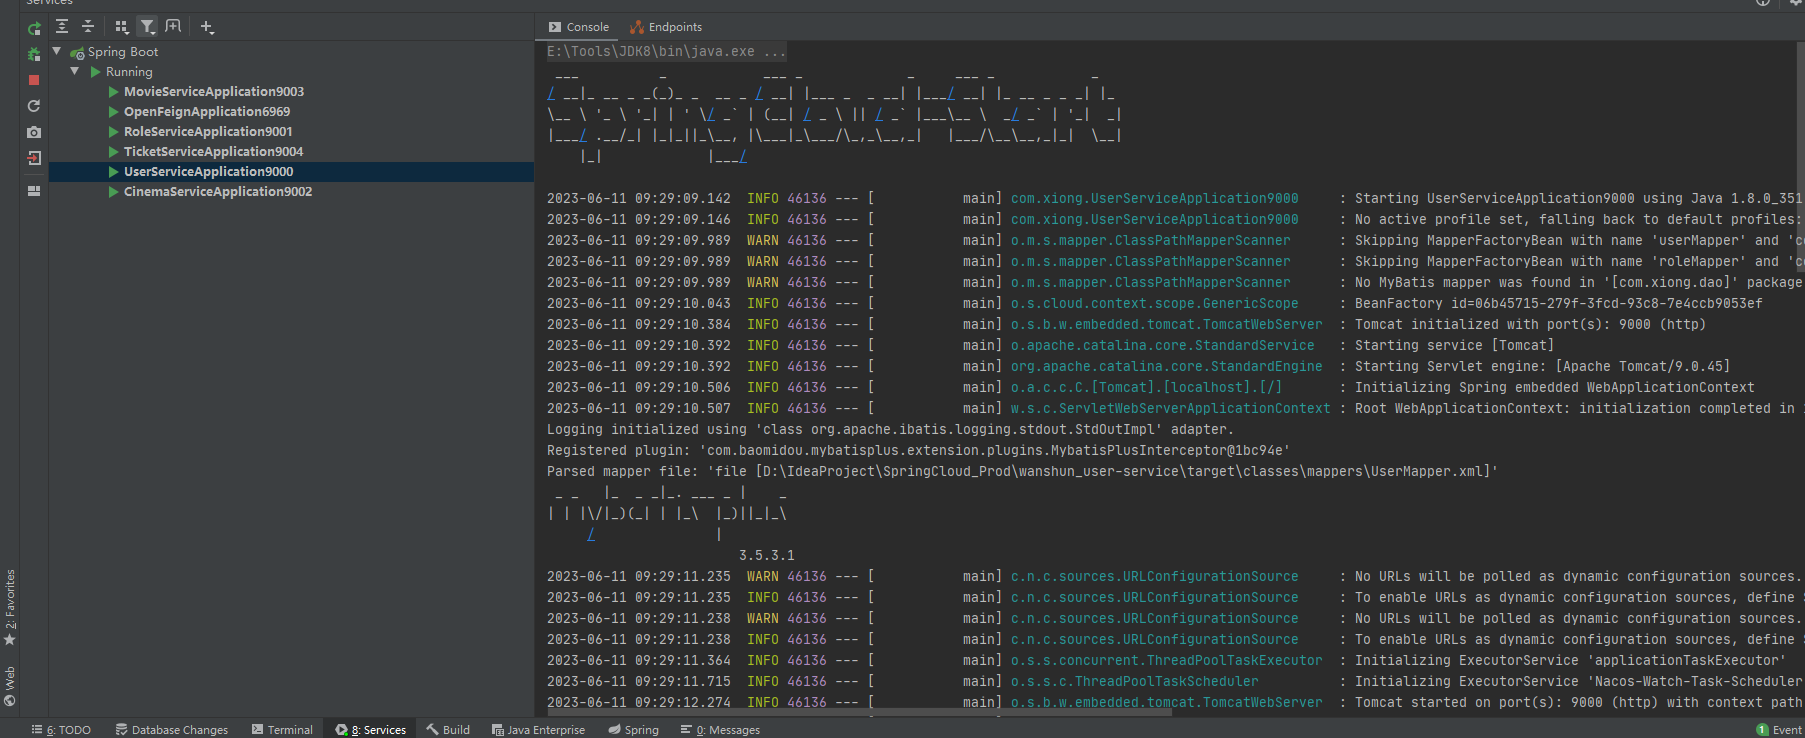 Services
Spring Boot
Running
MovieServiceApplication9003
OpenFeignApplication6969
RoleServiceApplication9001
TicketServiceApplication9004
UserServiceApplication9000
CinemaServiceApplication9002
2: Favorites
Web
Console
Endpoints
E:\Tools\JDK8\bin\java.exe ...
2023-06-11 09:29:09.142  INFO 46136 --- [           main] com.xiong.UserServiceApplication9000     : Starting UserServiceApplication9000 using Java 1.8.0_351
2023-06-11 09:29:09.146  INFO 46136 --- [           main] com.xiong.UserServiceApplication9000     : No active profile set, falling back to default profiles:
2023-06-11 09:29:09.989  WARN 46136 --- [           main] o.m.s.mapper.ClassPathMapperScanner      : Skipping MapperFactoryBean with name 'userMapper' and 'c
2023-06-11 09:29:09.989  WARN 46136 --- [           main] o.m.s.mapper.ClassPathMapperScanner      : Skipping MapperFactoryBean with name 'roleMapper' and 'c
2023-06-11 09:29:09.989  WARN 46136 --- [           main] o.m.s.mapper.ClassPathMapperScanner      : No MyBatis mapper was found in '[com.xiong.dao]' package
2023-06-11 09:29:10.043  INFO 46136 --- [           main] o.s.cloud.context.scope.GenericScope     : BeanFactory id=06b45715-279f-3fcd-93c8-7e4ccb9053ef
2023-06-11 09:29:10.384  INFO 46136 --- [           main] o.s.b.w.embedded.tomcat.TomcatWebServer  : Tomcat initialized with port(s): 9000 (http)
2023-06-11 09:29:10.392  INFO 46136 --- [           main] o.apache.catalina.core.StandardService   : Starting service [Tomcat]
2023-06-11 09:29:10.392  INFO 46136 --- [           main] org.apache.catalina.core.StandardEngine  : Starting Servlet engine: [Apache Tomcat/9.0.45]
2023-06-11 09:29:10.506  INFO 46136 --- [           main] o.a.c.c.C.[Tomcat].[localhost].[/]       : Initializing Spring embedded WebApplicationContext
2023-06-11 09:29:10.507  INFO 46136 --- [           main] w.s.c.ServletWebServerApplicationContext : Root WebApplicationContext: initialization completed in
Logging initialized using 'class org.apache.ibatis.logging.stdout.StdOutImpl' adapter.
Registered plugin: 'com.baomidou.mybatisplus.extension.plugins.MybatisPlusInterceptor@1bc94e'
Parsed mapper file: 'file [D:\IdeaProject\SpringCloud_Prod\wanshun_user-service\target\classes\mappers\UserMapper.xml]'
3.5.3.1
2023-06-11 09:29:11.235  WARN 46136 --- [           main] c.n.c.sources.URLConfigurationSource     : No URLs will be polled as dynamic configuration sources.
2023-06-11 09:29:11.235  INFO 46136 --- [           main] c.n.c.sources.URLConfigurationSource     : To enable URLs as dynamic configuration sources, define
2023-06-11 09:29:11.238  WARN 46136 --- [           main] c.n.c.sources.URLConfigurationSource     : No URLs will be polled as dynamic configuration sources.
2023-06-11 09:29:11.238  INFO 46136 --- [           main] c.n.c.sources.URLConfigurationSource     : To enable URLs as dynamic configuration sources, define
2023-06-11 09:29:11.364  INFO 46136 --- [           main] o.s.s.concurrent.ThreadPoolTaskExecutor  : Initializing ExecutorService 'applicationTaskExecutor'
2023-06-11 09:29:11.715  INFO 46136 --- [           main] o.s.s.c.ThreadPoolTaskScheduler          : Initializing ExecutorService 'Nacos-Watch-Task-Scheduler
2023-06-11 09:29:12.274  INFO 46136 --- [           main] o.s.b.w.embedded.tomcat.TomcatWebServer  : Tomcat started on port(s): 9000 (http) with context path
6: TODO
Database Changes
Terminal
8: Services
Build
Java Enterprise
Spring
0: Messages
1 Event